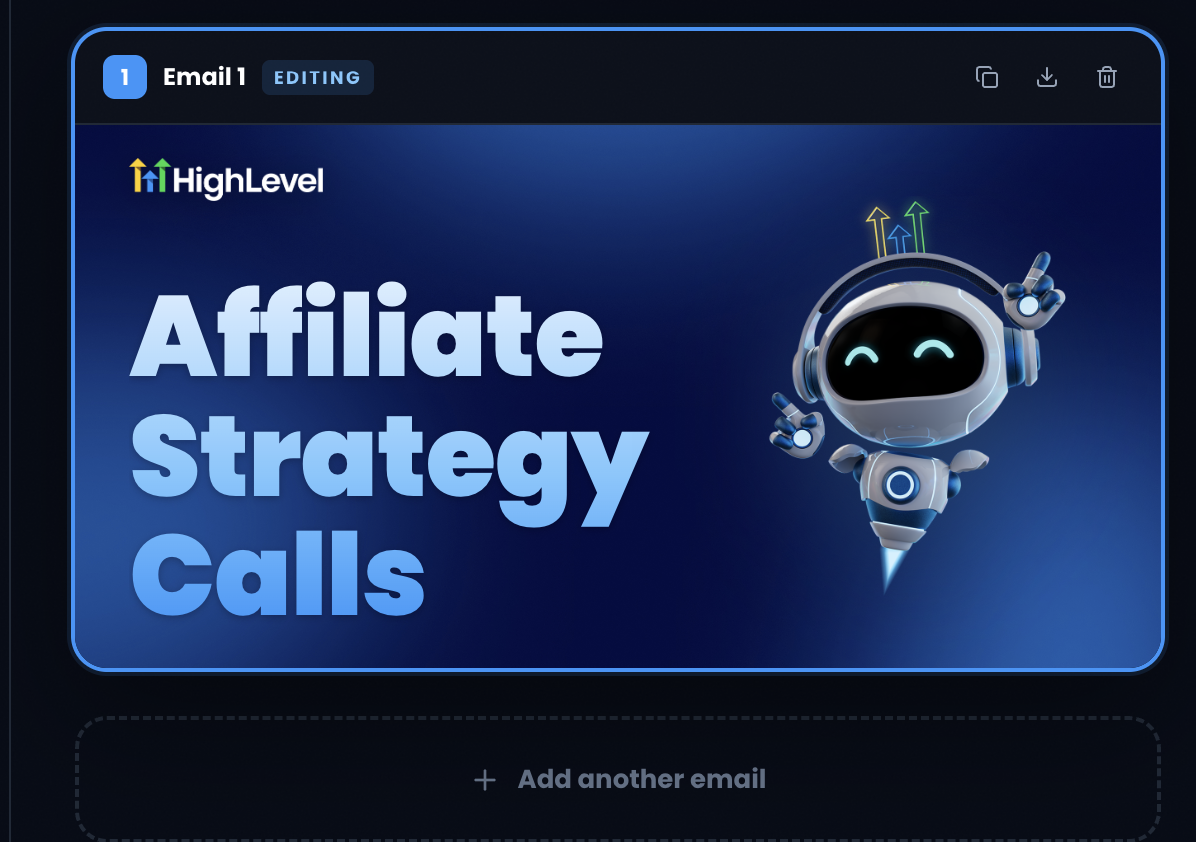 1 Email 1 EDITING
HighLevel
Affiliate
Strategy
Calls
+ Add another email